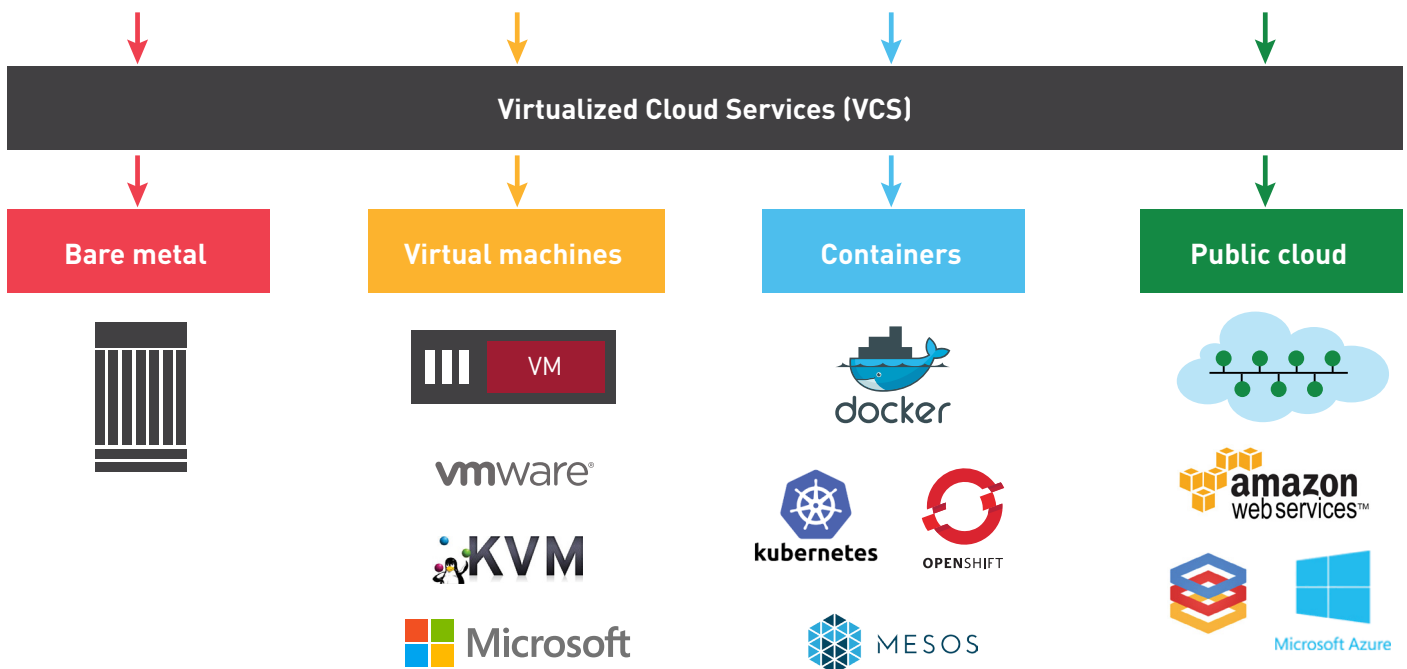 Virtualized Cloud Services (VCS)
Bare metal
Virtual machines
Containers
Public cloud
VM
docker
vmware®
KVM
Microsoft
kubernetes
OPENSHIFT
MESOS
amazon
web services™
Microsoft Azure